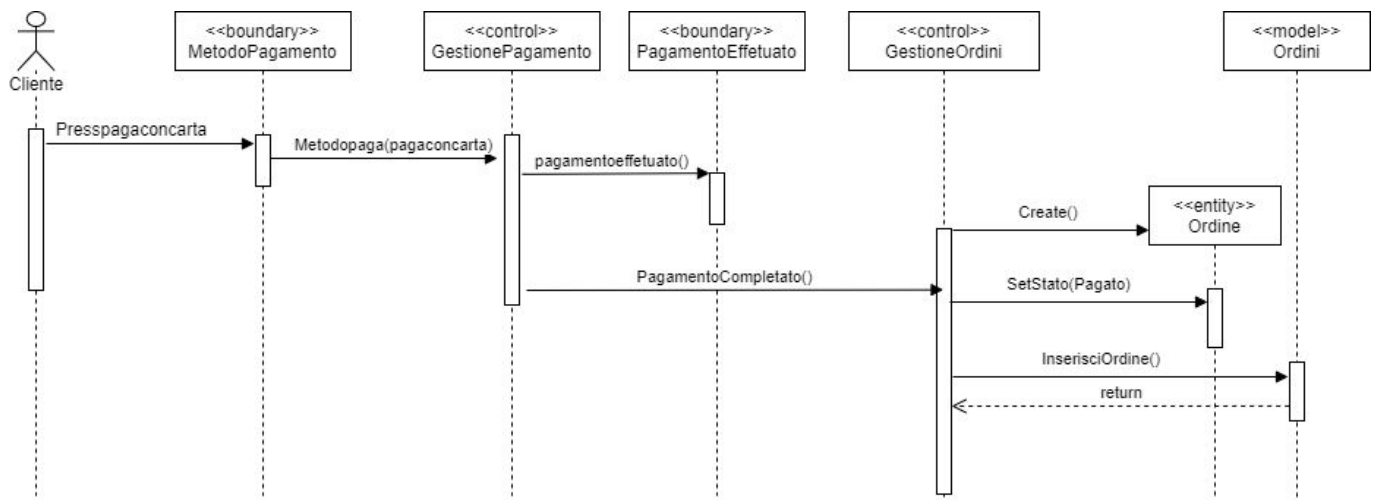 <<boundary>>
MetodoPagamento
<<control>>
GestionePagamento
<<boundary>>
PagamentoEffetuato
<<control>>
GestioneOrdini
<<model>>
Ordini
Cliente
Presspagaconcarta
Metodopaga(pagaconcarta)
pagamentoeffetuato()
<<entity>>
Ordine
Create()
PagamentoCompletato()
SetStato(Pagato)
InserisciOrdine()
return